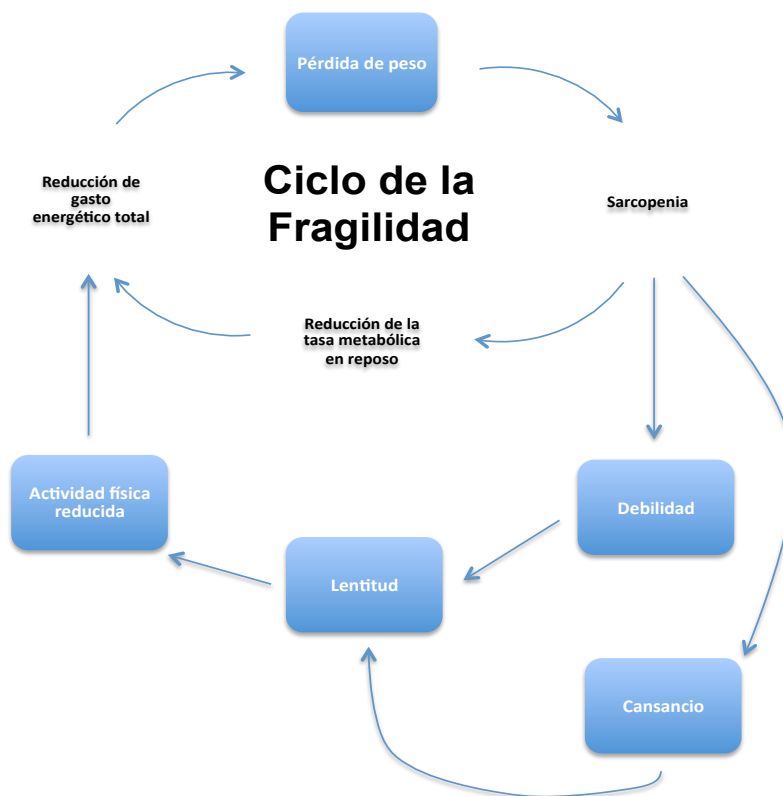 Pérdida de peso
Ciclo de la
Fragilidad
Reducción de
gasto
energético total
Sarcopenia
Reducción de la
tasa metabólica
en reposo
Actividad física
reducida
Debilidad
Lentitud
Cansancio